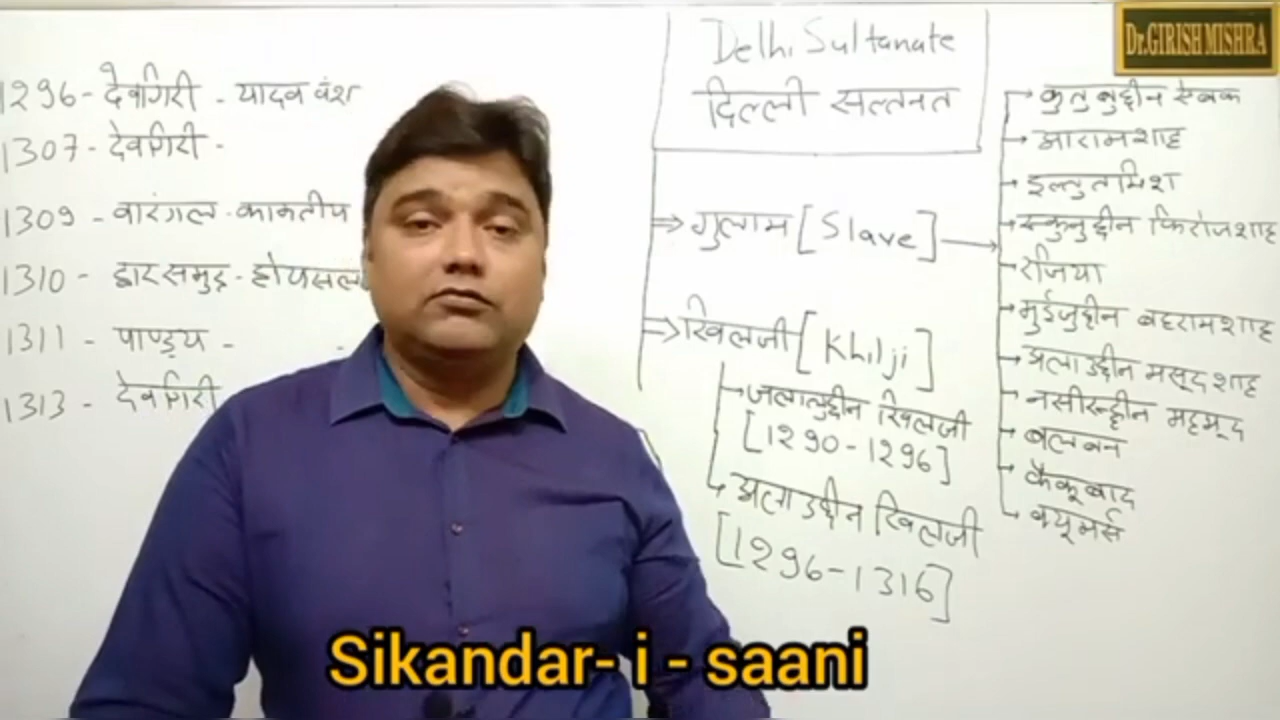 Dr.GIRISH MISHRA
1296 - देवगिरी - यादव वंश
1307 - देवगिरी -
1309 - वारंगल - काकतीय
1310 - द्वारसमुद्र - होयसल
1311 - पाण्ड्य -
1313 - देवगिरी
Delhi Sultanate
दिल्ली सल्तनत
गुलाम [Slave]
खिलजी [Khilji]
जलालुद्दीन खिलजी
[1290-1296]
अलाउद्दीन खिलजी
[1296-1316]
कुतुबुद्दीन ऐबक
आरामशाह
इल्तुतमिश
रुकुनुद्दीन फिरोजशाह
रजिया
मुईजुद्दीन बहरामशाह
अलाउद्दीन मसूदशाह
नसीरुद्दीन महमूद
बलबन
कैकूबाद
क्यूमर्स
Sikandar- i - saani